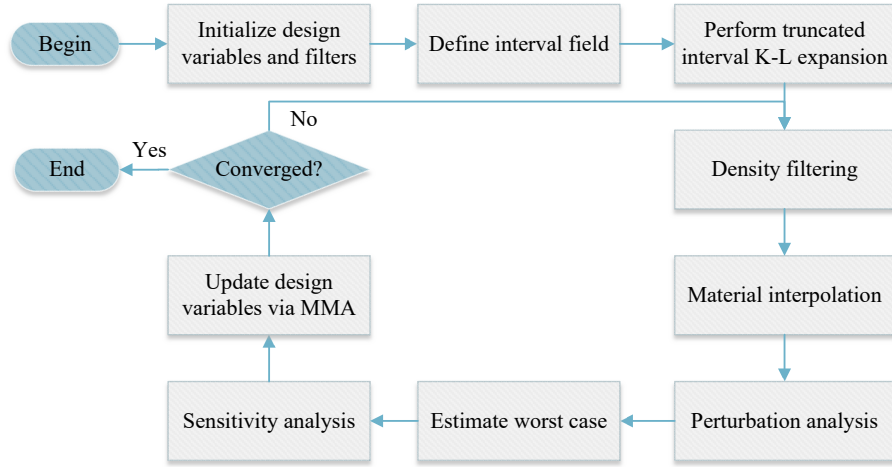 Begin
Initialize design
variables and filters
Define interval field
Perform truncated
interval K-L expansion
No
Yes
End
Converged?
Density filtering
Update design
variables via MMA
Material interpolation
Sensitivity analysis
Estimate worst case
Perturbation analysis